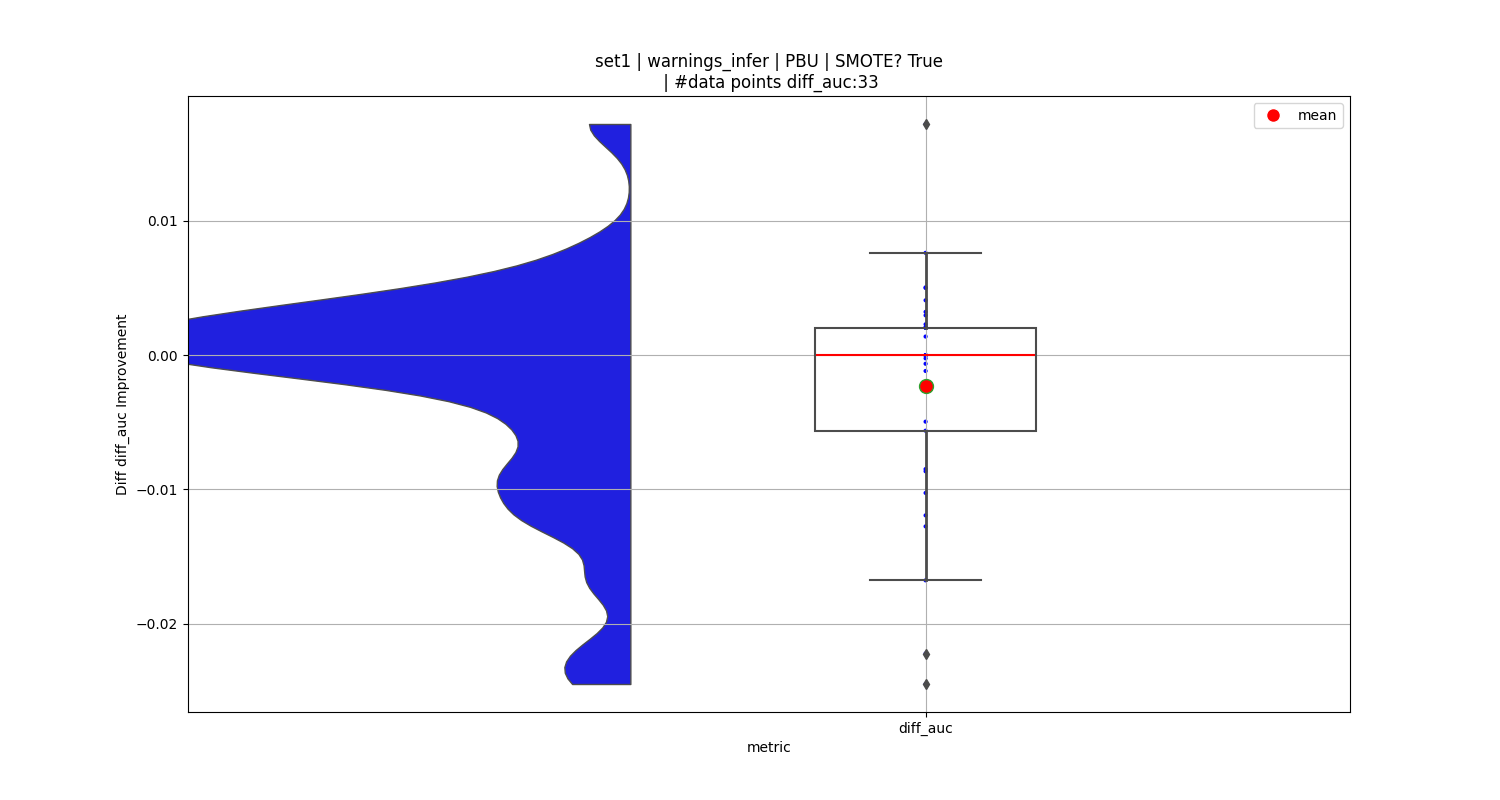 set1 | warnings_infer | PBU | SMOTE? True
| #data points diff_auc:33
mean
Diff diff_auc Improvement
0.01
0.00
−0.01
−0.02
diff_auc
metric